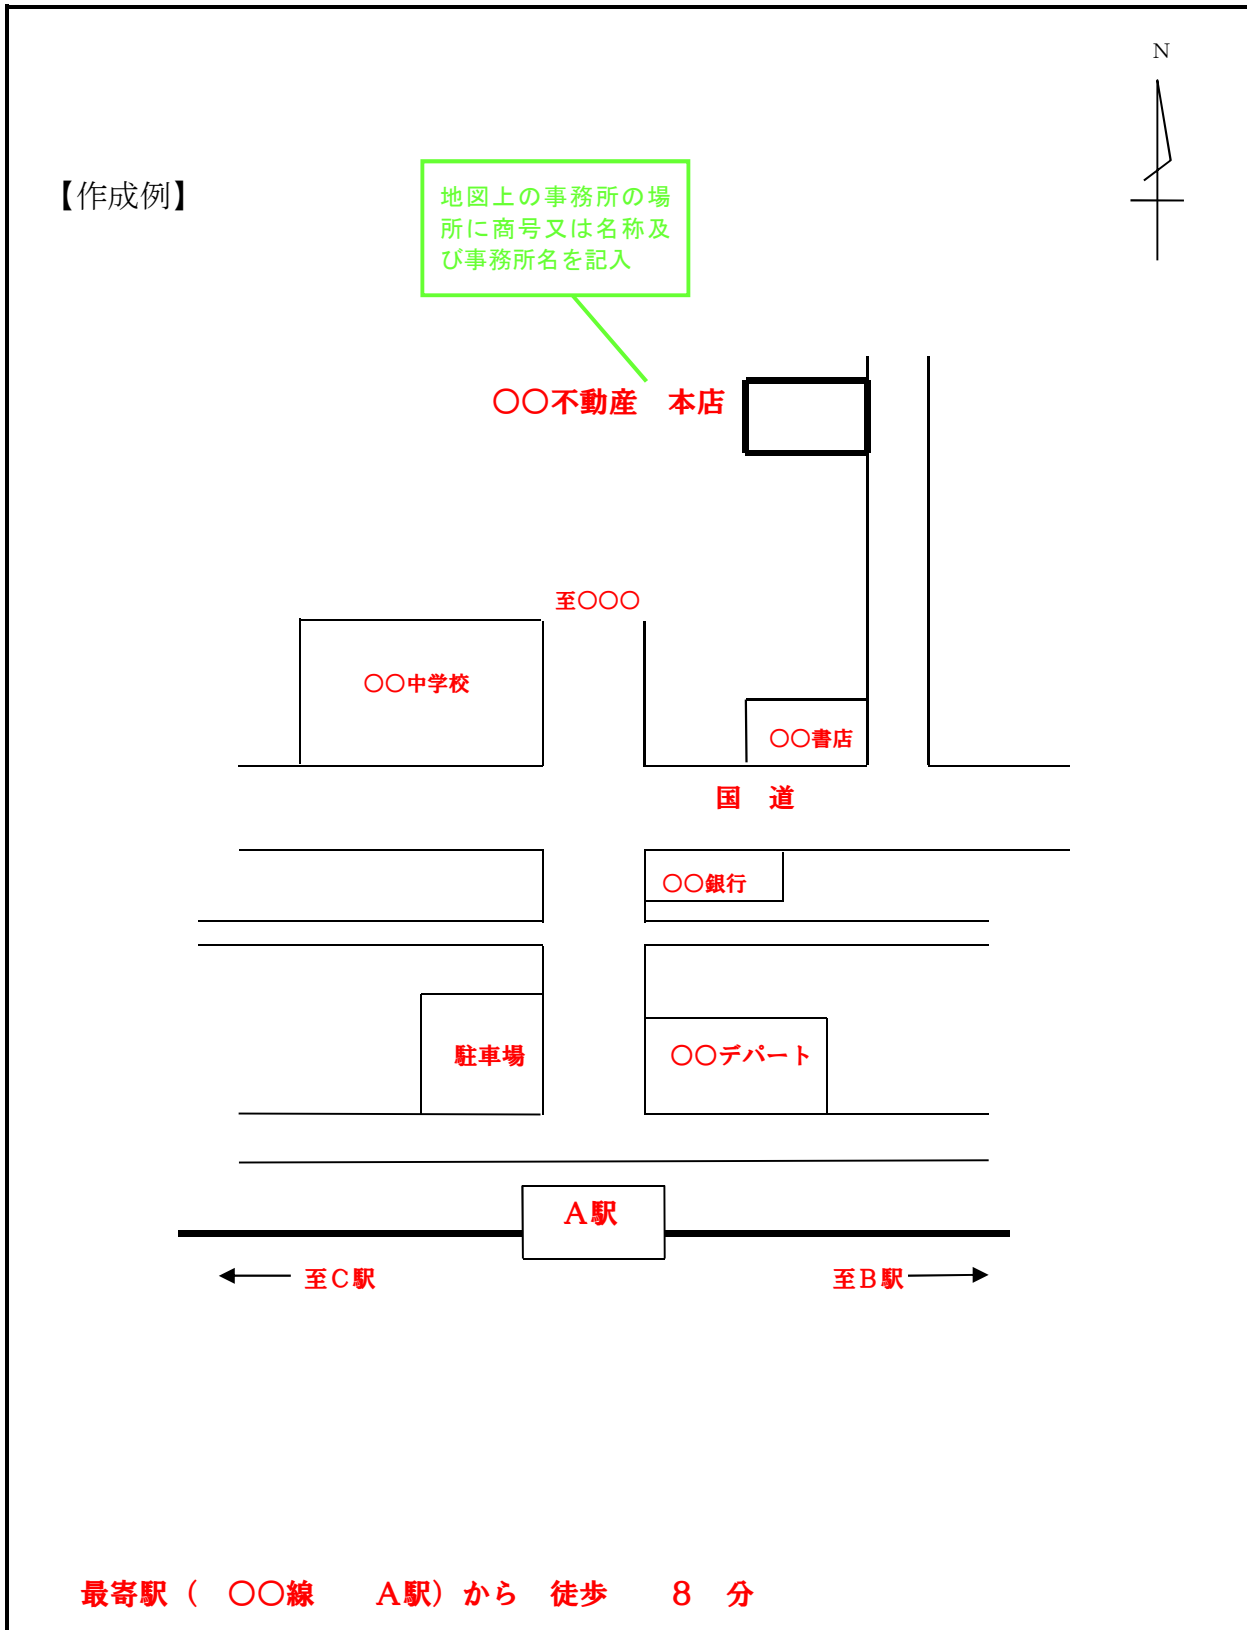 N
【作成例】
地図上の事務所の場
所に商号又は名称及
び事務所名を記入
〇〇不動産　本店
至〇〇〇
〇〇中学校
〇〇書店
国　道
〇〇銀行
駐車場
〇〇デパート
A駅
至C駅
至B駅
最寄駅（　〇〇線　　A駅）から　徒歩　　8　分